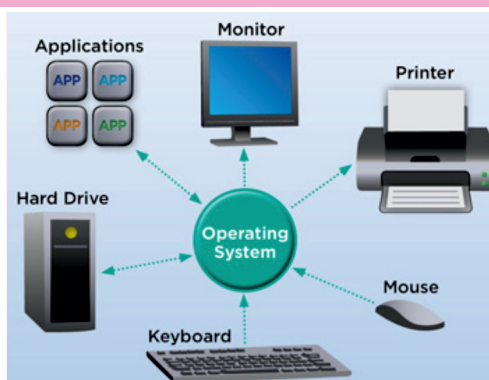 Monitor
Applications
Printer
APP APP
APP APP
Hard Drive
Operating
System
Mouse
Keyboard